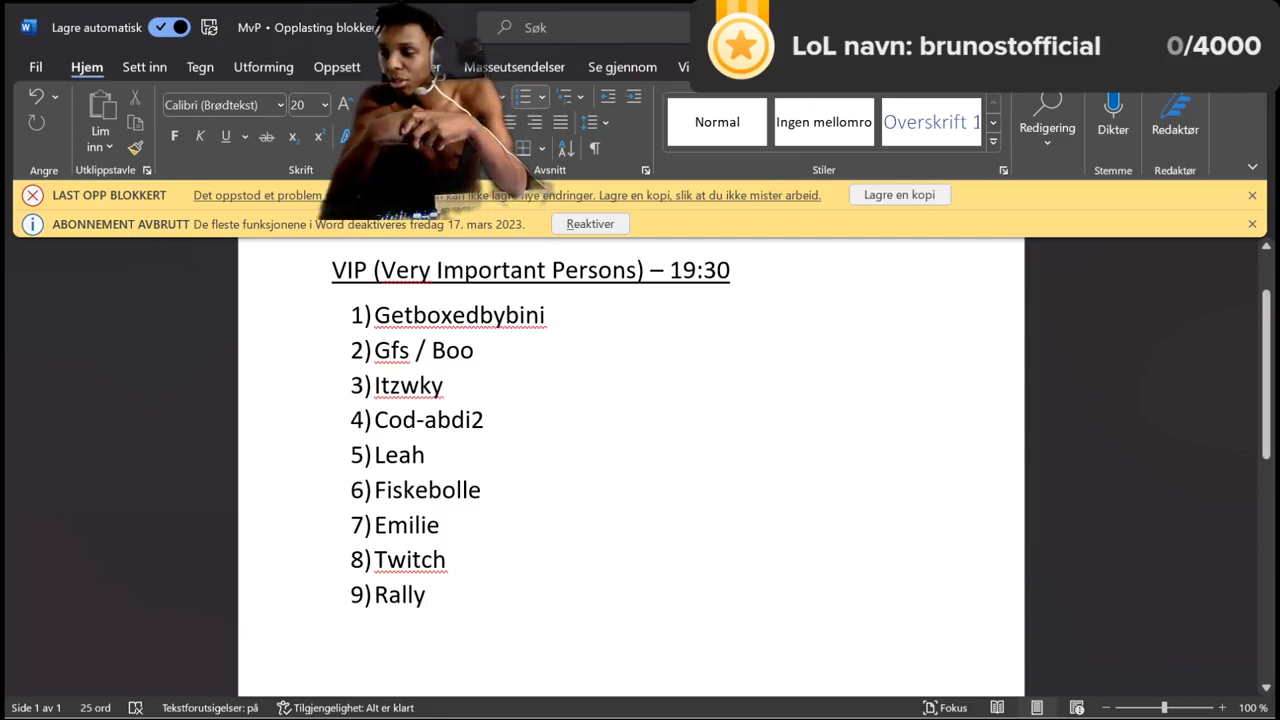 Lagre automatisk
MvP • Opplasting blokker
Søk
LoL navn: brunostofficial
0/4000
Fil
Hjem
Sett inn
Tegn
Utforming
Oppsett
Masseutsendelser
Se gjennom
Vi
Lim
inn
Calibri (Brødtekst)
20
F K U ab x₂ x²
Normal
Ingen mellomro
Overskrift 1
Redigering
Dikter
Redaktør
Angre
Utklippstavle
Skrift
Avsnitt
Stiler
Stemme
Redaktør
LAST OPP BLOKKERT
Det oppstod et problem
kan ikke lagre nye endringer. Lagre en kopi, slik at du ikke mister arbeid.
Lagre en kopi
ABONNEMENT AVBRUTT De fleste funksjonene i Word deaktiveres fredag 17. mars 2023.
Reaktiver
VIP (Very Important Persons) – 19:30
1) Getboxedbybini
2) Gfs / Boo
3) Itzwky
4) Cod-abdi2
5) Leah
6) Fiskebolle
7) Emilie
8) Twitch
9) Rally
Side 1 av 1
25 ord
Tekstforutsigelser: på
Tilgjengelighet: Alt er klart
Fokus
100 %